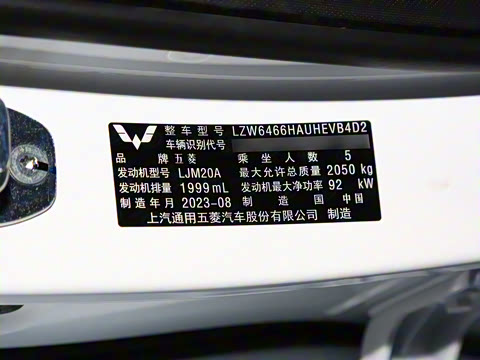 整车型号 LZW6466HAUHEVB4D2
车辆识别代号
品 牌 五菱 乘坐人数 5
发动机型号 LJM20A 最大允许总质量 2050 kg
发动机排量 1999 mL 发动机最大净功率 92 kW
制造年月 2023-08 制造国 中国
上汽通用五菱汽车股份有限公司 制造